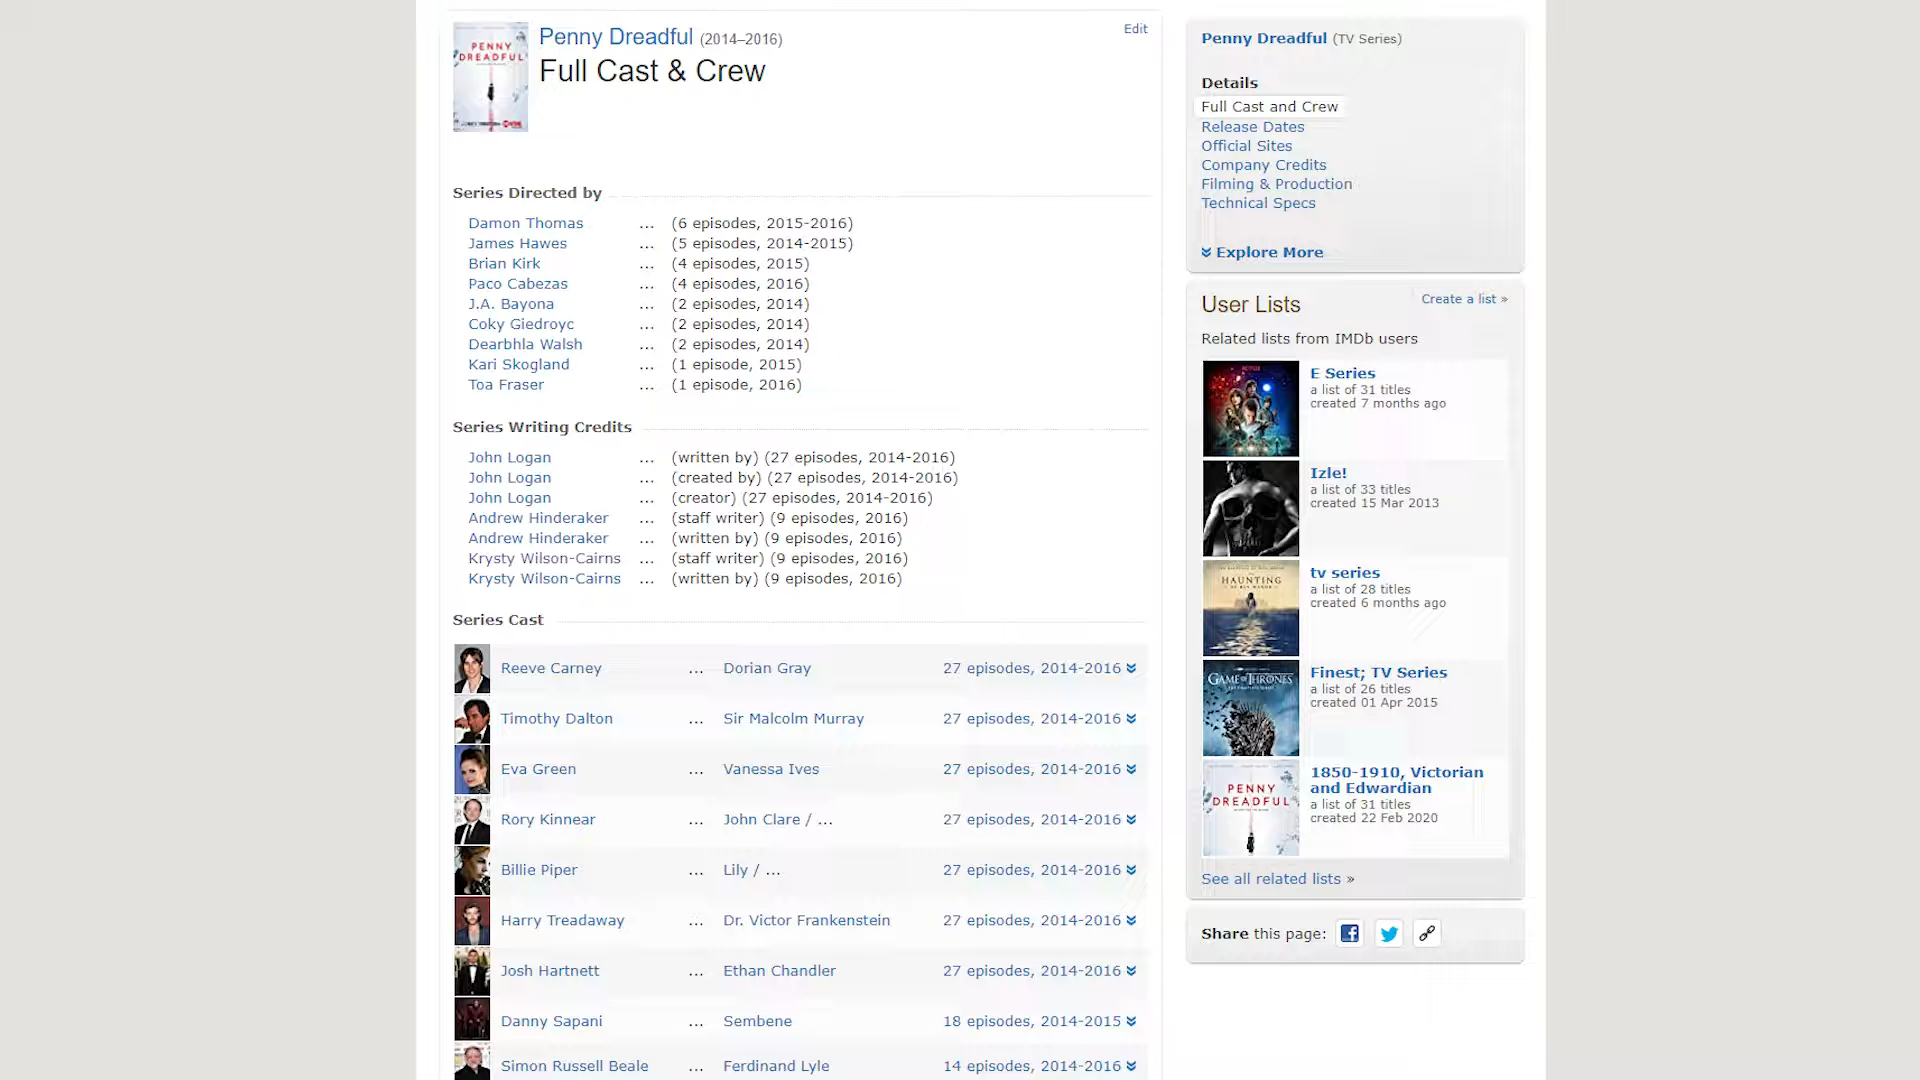 Penny Dreadful (2014–2016)
Edit
Full Cast & Crew
PENNY
DREADFUL
Series Directed by
Damon Thomas ... (6 episodes, 2015-2016)
James Hawes ... (5 episodes, 2014-2015)
Brian Kirk ... (4 episodes, 2015)
Paco Cabezas ... (4 episodes, 2016)
J.A. Bayona ... (2 episodes, 2014)
Coky Giedroyc ... (2 episodes, 2014)
Dearbhla Walsh ... (2 episodes, 2014)
Kari Skogland ... (1 episode, 2015)
Toa Fraser ... (1 episode, 2016)
Series Writing Credits
John Logan ... (written by) (27 episodes, 2014-2016)
John Logan ... (created by) (27 episodes, 2014-2016)
John Logan ... (creator) (27 episodes, 2014-2016)
Andrew Hinderaker ... (staff writer) (9 episodes, 2016)
Andrew Hinderaker ... (written by) (9 episodes, 2016)
Krysty Wilson-Cairns ... (staff writer) (9 episodes, 2016)
Krysty Wilson-Cairns ... (written by) (9 episodes, 2016)
Series Cast
Reeve Carney ... Dorian Gray 27 episodes, 2014-2016
Timothy Dalton ... Sir Malcolm Murray 27 episodes, 2014-2016
Eva Green ... Vanessa Ives 27 episodes, 2014-2016
Rory Kinnear ... John Clare / ... 27 episodes, 2014-2016
Billie Piper ... Lily / ... 27 episodes, 2014-2016
Harry Treadaway ... Dr. Victor Frankenstein 27 episodes, 2014-2016
Josh Hartnett ... Ethan Chandler 27 episodes, 2014-2016
Danny Sapani ... Sembene 18 episodes, 2014-2015
Simon Russell Beale ... Ferdinand Lyle 14 episodes, 2014-2016
Penny Dreadful (TV Series)
Details
Full Cast and Crew
Release Dates
Official Sites
Company Credits
Filming & Production
Technical Specs
Explore More
User Lists
Create a list »
Related lists from IMDb users
NETFLIX
E Series
a list of 31 titles
created 7 months ago
Izle!
a list of 33 titles
created 15 Mar 2013
HAUNTING
tv series
a list of 28 titles
created 6 months ago
GAME OF THRONES
Finest; TV Series
a list of 26 titles
created 01 Apr 2015
PENNY
DREADFUL
1850-1910, Victorian
and Edwardian
a list of 31 titles
created 22 Feb 2020
See all related lists »
Share this page: